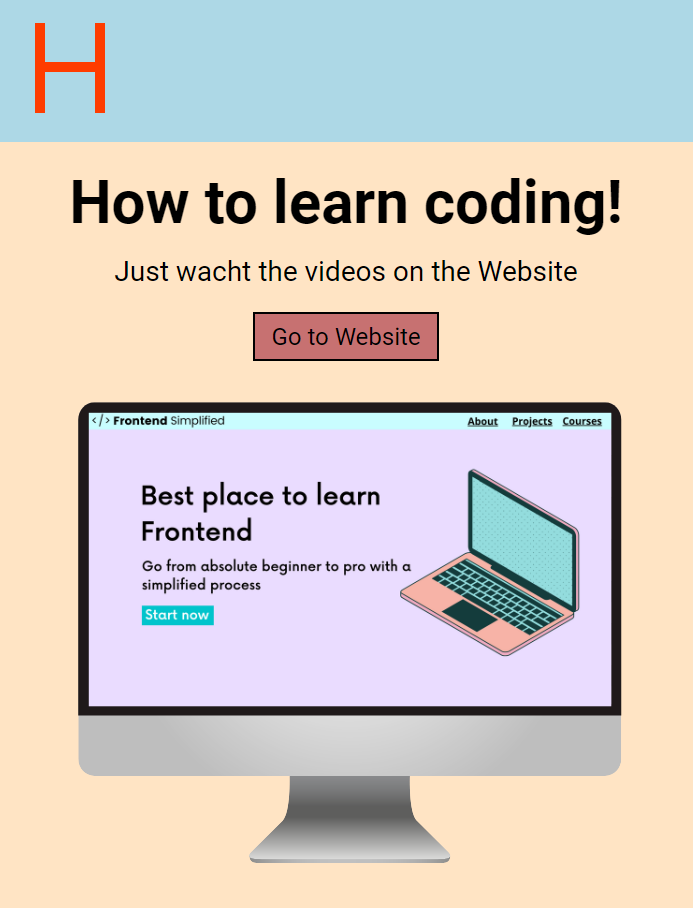 H
How to learn coding!
Just wacht the videos on the Website
Go to Website
</> Frontend Simplified About Projects Courses
Best place to learn
Frontend
Go from absolute beginner to pro with a
simplified process
Start now